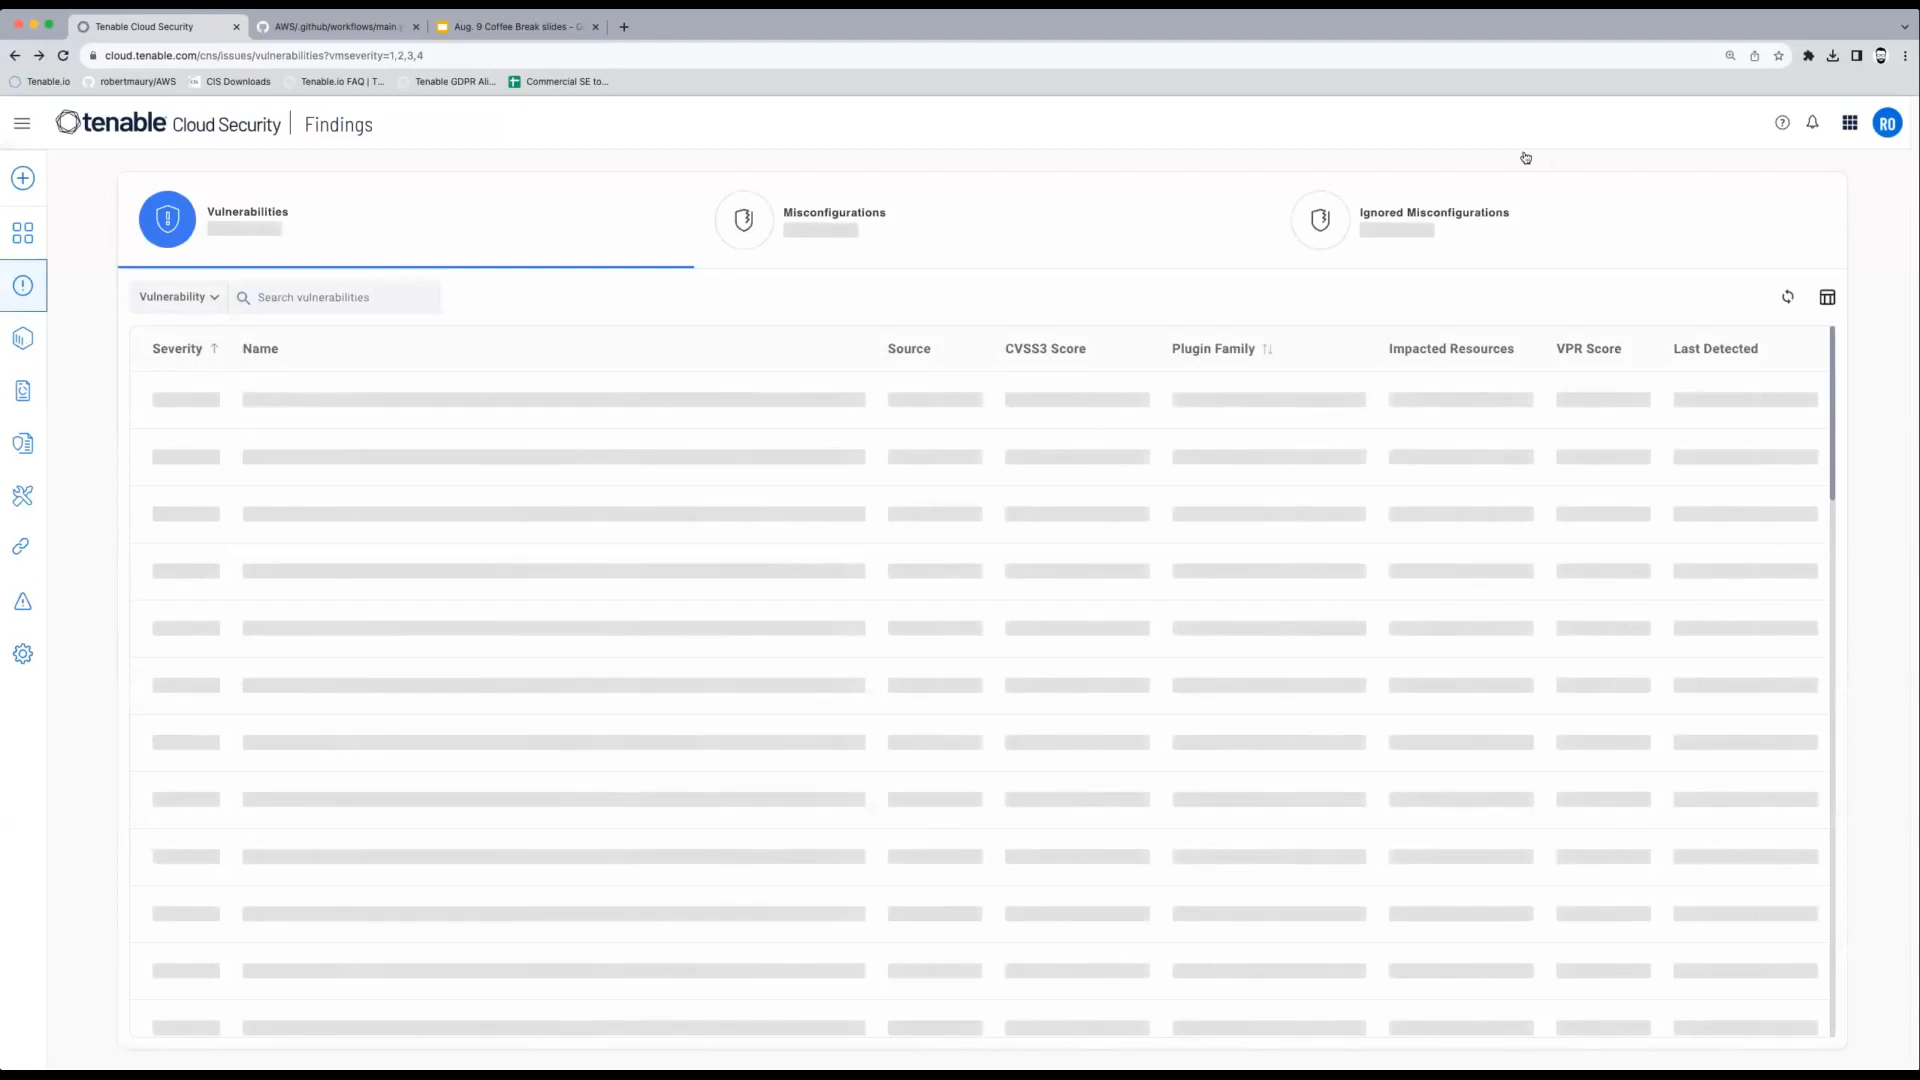 Tenable Cloud Security
AWS/.github/workflows/main.
Aug. 9 Coffee Break slides - G
cloud.tenable.com/cns/issues/vulnerabilities?vmseverity=1,2,3,4
Tenable.io
robertmaury/AWS
CIS Downloads
Tenable.io FAQ | T...
Tenable GDPR Ali...
Commercial SE to...
tenable Cloud Security | Findings
RO
Vulnerabilities
Misconfigurations
Ignored Misconfigurations
Vulnerability
Search vulnerabilities
Severity
Name
Source
CVSS3 Score
Plugin Family
Impacted Resources
VPR Score
Last Detected